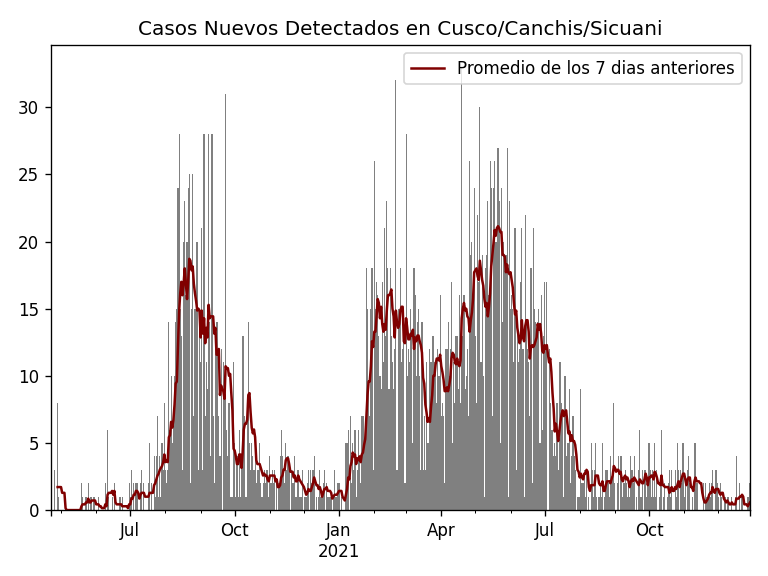 Casos Nuevos Detectados en Cusco/Canchis/Sicuani
Promedio de los 7 dias anteriores
30
25
20
15
10
5
0
Jul
Oct
Jan
2021
Apr
Jul
Oct